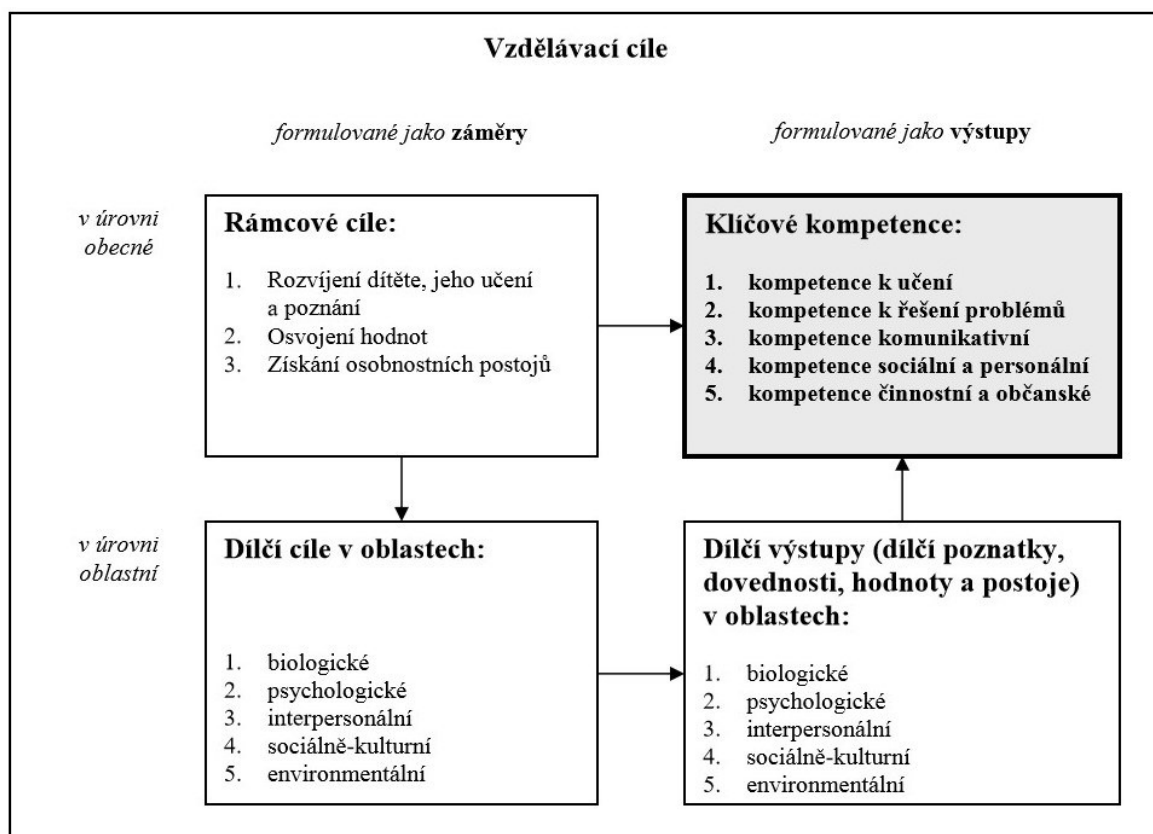 Vzdělávací cíle
formulované jako záměry
formulované jako výstupy
v úrovni
obecné
Rámcové cíle:
1. Rozvíjení dítěte, jeho učení
a poznání
2. Osvojení hodnot
3. Získání osobnostních postojů
Klíčové kompetence:
1. kompetence k učení
2. kompetence k řešení problémů
3. kompetence komunikativní
4. kompetence sociální a personální
5. kompetence činnostní a občanské
v úrovni
oblastní
Dílčí cíle v oblastech:
1. biologické
2. psychologické
3. interpersonální
4. sociálně-kulturní
5. environmentální
Dílčí výstupy (dílčí poznatky,
dovednosti, hodnoty a postoje)
v oblastech:
1. biologické
2. psychologické
3. interpersonální
4. sociálně-kulturní
5. environmentální